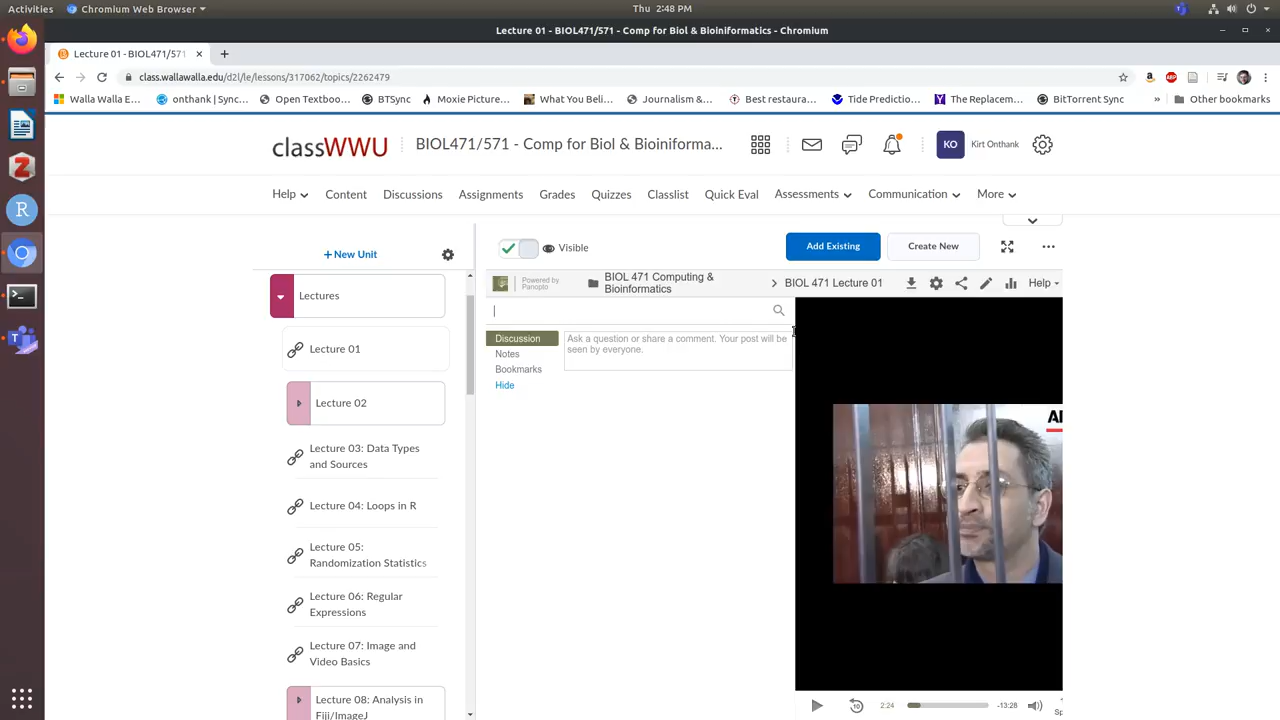 Activities
Chromium Web Browser
Thu 2:48 PM
Lecture 01 - BIOL471/571 - Comp for Biol & Bioinformatics - Chromium
Lecture 01 - BIOL471/571
class.wallawalla.edu/d2l/le/lessons/317062/topics/2262479
Walla Walla E...
onthank | Sync...
Open Textboo...
BTSync
Moxie Picture...
What You Beli...
Journalism &...
Best restaura...
Tide Predictio...
The Replacem...
BitTorrent Sync
»
Other bookmarks
classWWU
BIOL471/571 - Comp for Biol & Bioiniforma...
KO
Kirt Onthank
Help
Content
Discussions
Assignments
Grades
Quizzes
Classlist
Quick Eval
Assessments
Communication
More
+ New Unit
Visible
Add Existing
Create New
Powered by
Panopto
BIOL 471 Computing &
Bioinformatics
BIOL 471 Lecture 01
Help
Lectures
Lecture 01
Lecture 02
Lecture 03: Data Types
and Sources
Lecture 04: Loops in R
Lecture 05:
Randomization Statistics
Lecture 06: Regular
Expressions
Lecture 07: Image and
Video Basics
Lecture 08: Analysis in
Fiji/ImageJ
Discussion
Notes
Bookmarks
Hide
Ask a question or share a comment. Your post will be
seen by everyone.
10
2:24
-13:28